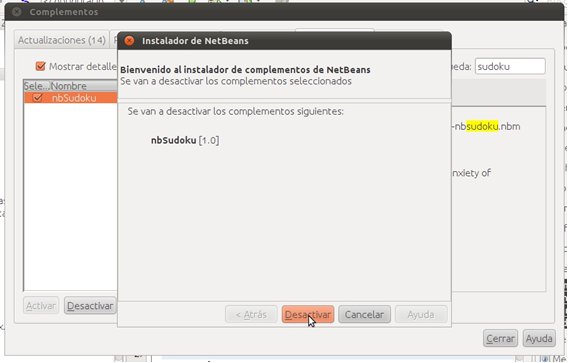 Complementos
Actualizaciones (14)
Instalador de NetBeans
Mostrar detalle
ueda: sudoku
Bienvenido al instalador de complementos de NetBeans
Se van a desactivar los complementos seleccionados
Sele... Nombre
nbSudoku
Se van a desactivar los complementos siguientes:
-nbsudoku.nbm
nbSudoku [1.0]
nxiety of
Activar Desactivar
< Atrás Desactivar Cancelar Ayuda
Cerrar Ayuda